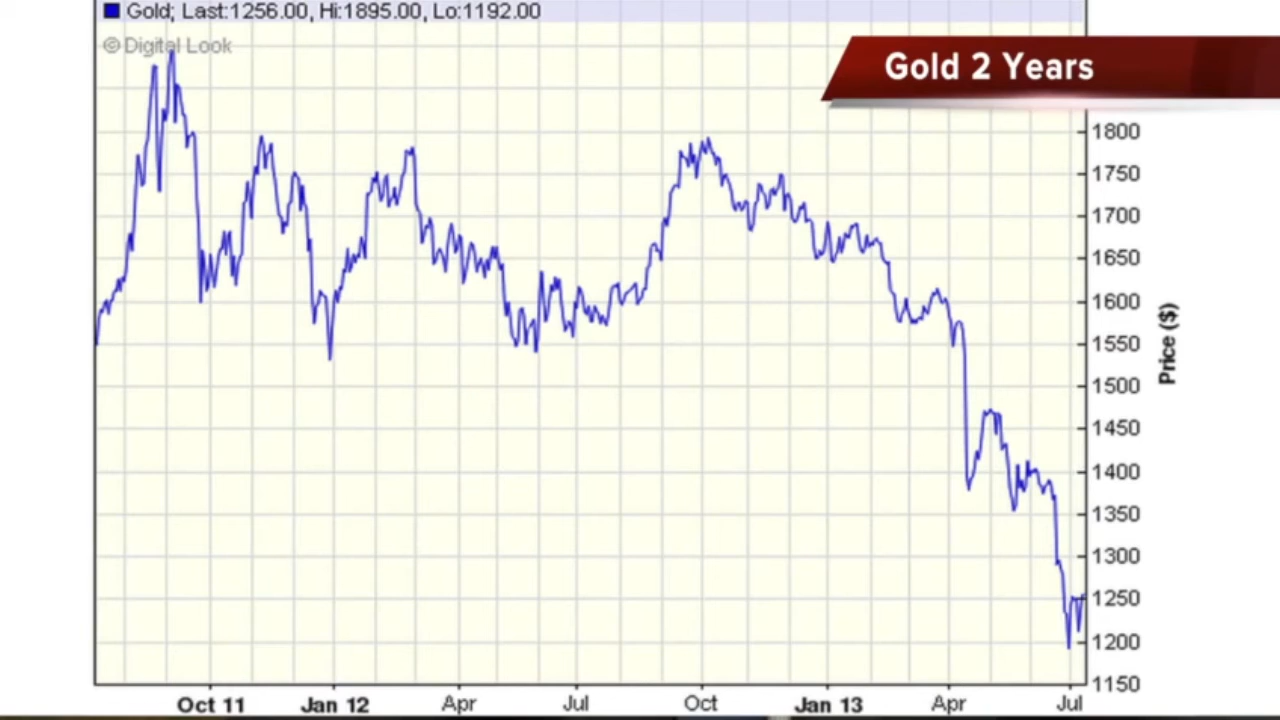 Gold; Last:1256.00, Hi:1895.00, Lo:1192.00
© Digital Look
Gold 2 Years
1800
1750
1700
1650
1600
1550
1500
1450
1400
1350
1300
1250
1200
1150
Price ($)
Oct 11 Jan 12 Apr Jul Oct Jan 13 Apr Jul